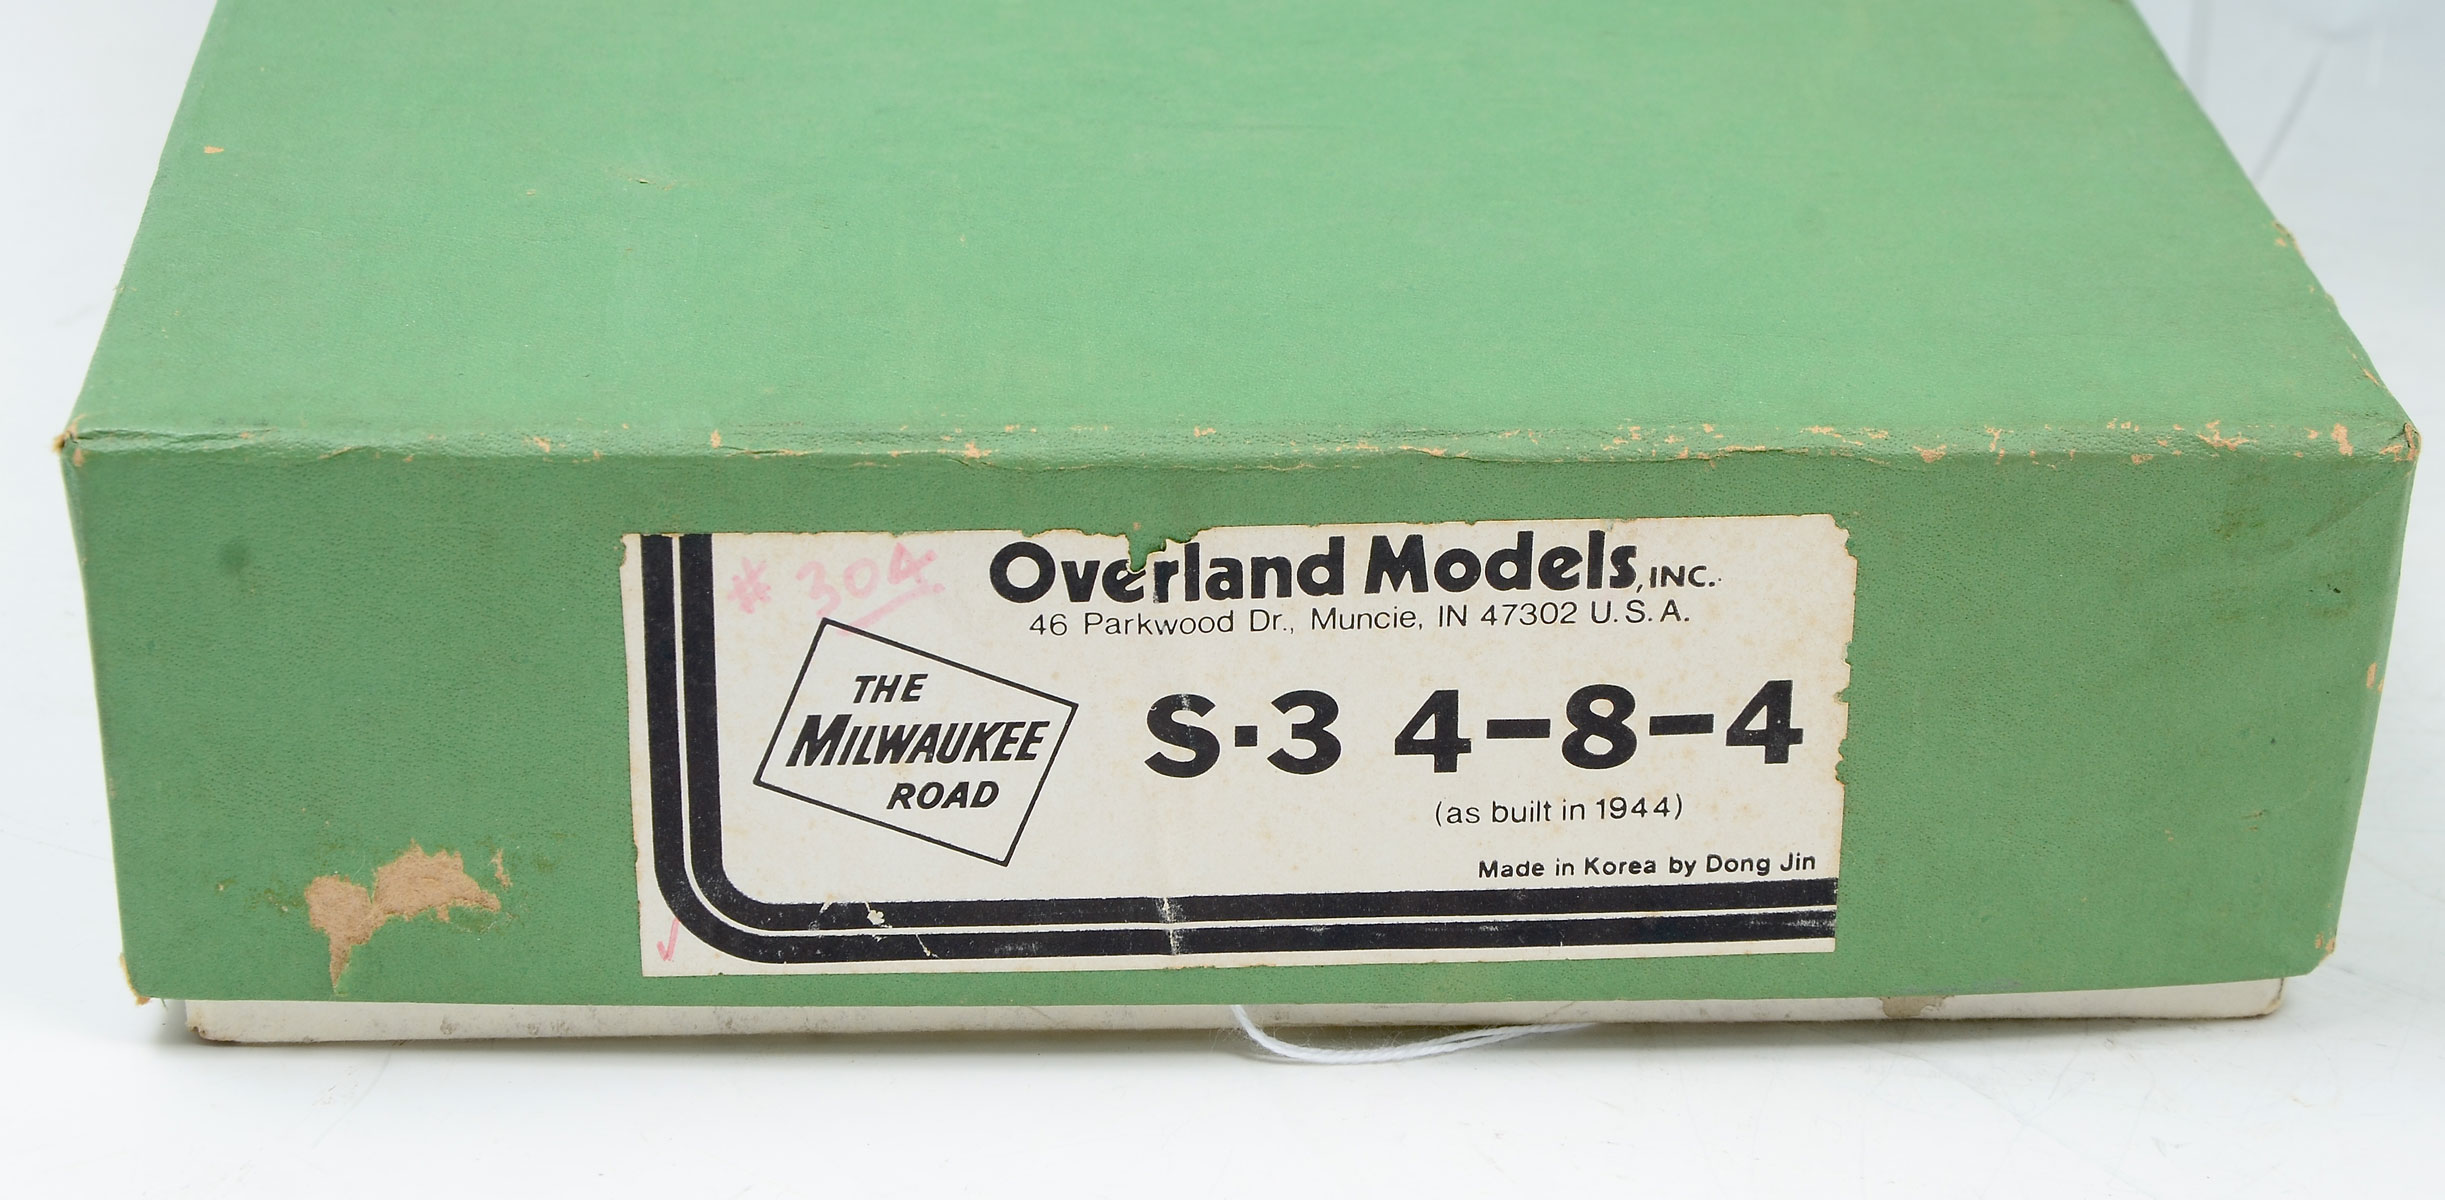 # 304
Overland Models, INC.
46 Parkwood Dr., Muncie, IN 47302 U.S.A.
THE
MILWAUKEE
ROAD
S-3 4-8-4
(as built in 1944)
Made in Korea by Dong Jin